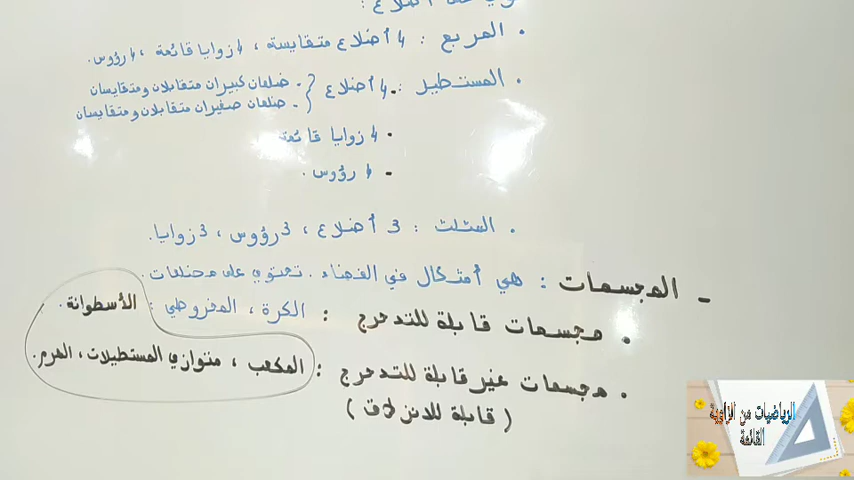 أضلاع :
• المربع : 4 أضلاع متقايسة ، 4 زوايا قائمة ، 4 رؤوس.
• المستطيل : 4 أضلاع - ضلعان كبيران متقابلان ومتقايسان
- ضلعان صغيران متقابلان ومتقايسان
• 4 زوايا قائمة
- 4 رؤوس.
• المثلث : 3 أضلاع ، 3 رؤوس ، 3 زوايا.
- المجسمات : هي أشكال في الفضاء . تحتوي على مجلعات.
• مجسمات قابلة للتدحرج : الكرة ، المخروطي ، الأسطوانة .
• مجسمات غير قابلة للتدحرج : المكعب ، متوازي المستطيلات ، الهرم.
( قابلة للانزلاق )
الرياضيات من الزاوية
القائمة